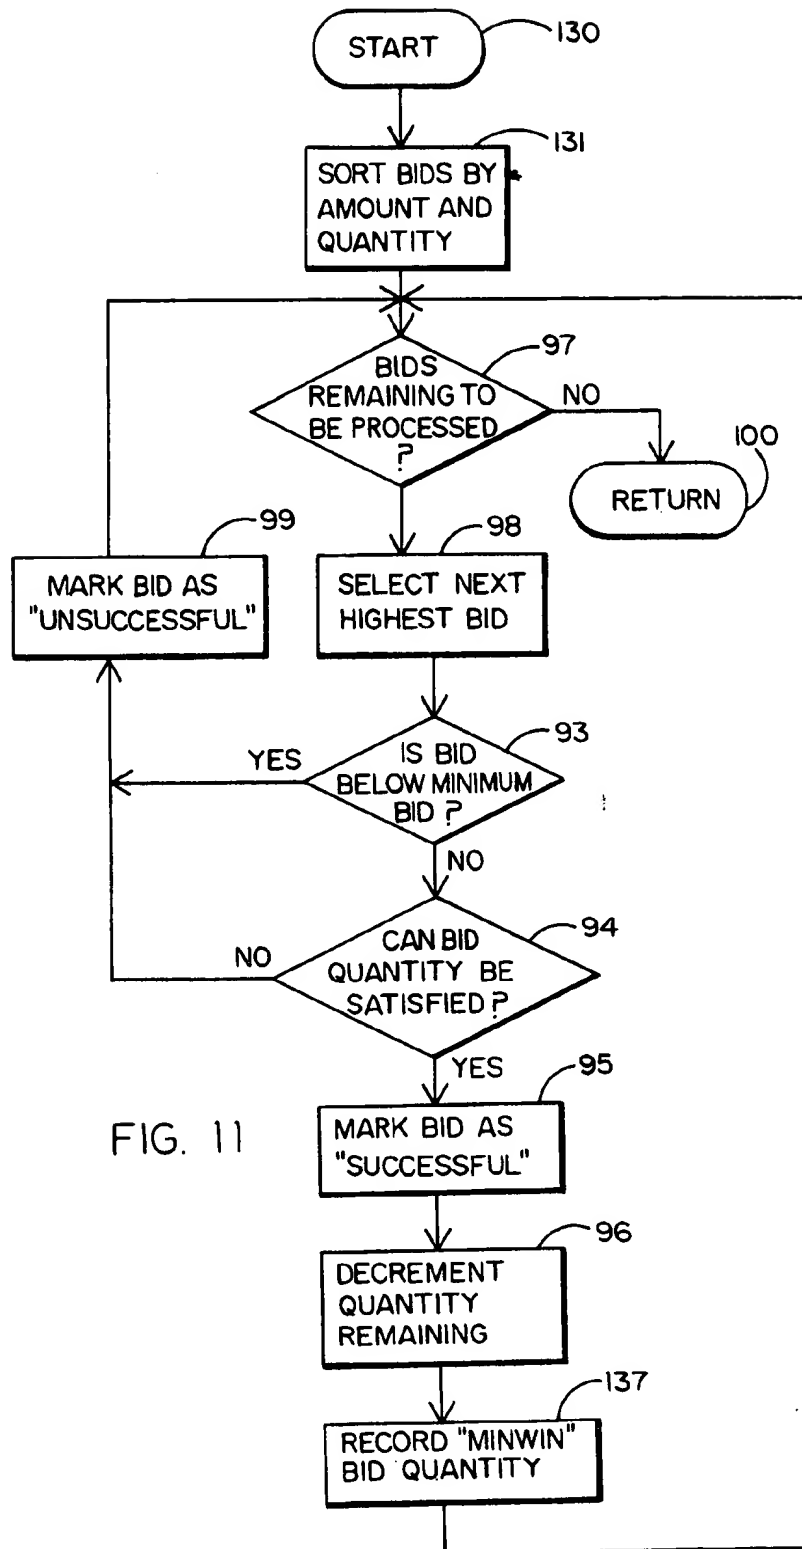 START
130
131
SORT BIDS BY
AMOUNT AND
QUANTITY
97
BIDS
REMAINING TO
BE PROCESSED
?
NO
100
RETURN
99
MARK BID AS
"UNSUCCESSFUL"
98
SELECT NEXT
HIGHEST BID
93
YES
IS BID
BELOW MINIMUM
BID ?
NO
94
NO
CAN BID
QUANTITY BE
SATISFIED ?
YES
95
FIG. 11
MARK BID AS
"SUCCESSFUL"
96
DECREMENT
QUANTITY
REMAINING
137
RECORD "MINWIN"
BID QUANTITY